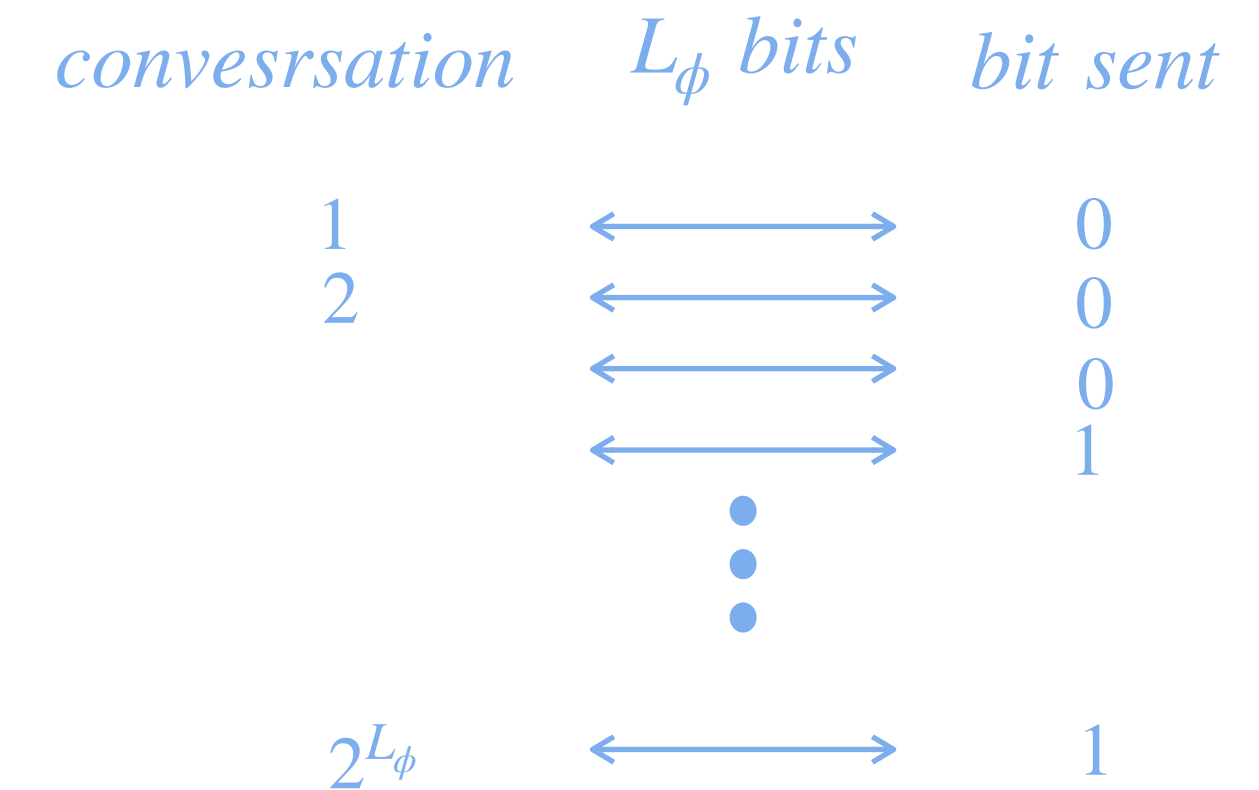 convesrsation L_ϕ bits bit sent
1 0
2 0
0
1
2^{L_ϕ} 1